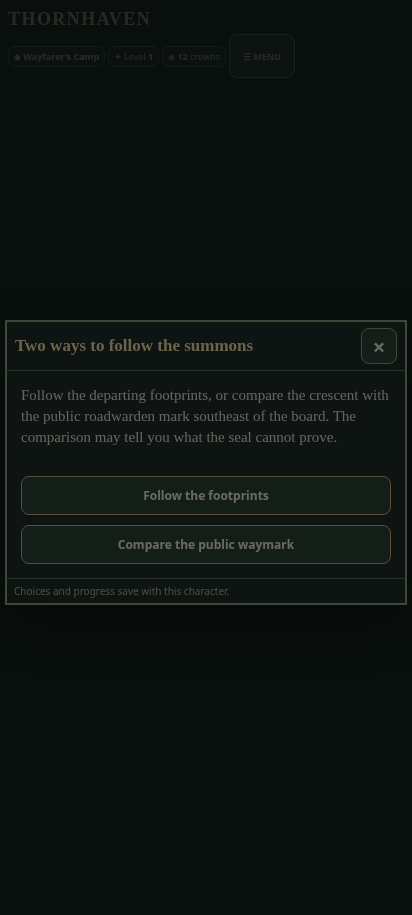 THORNHAVEN
◆ Wayfarer's Camp ✦ Level 1 ◈ 12 crowns ☰ MENU
Two ways to follow the summons ×
Follow the departing footprints, or compare the crescent with
the public roadwarden mark southeast of the board. The
comparison may tell you what the seal cannot prove.
Follow the footprints
Compare the public waymark
Choices and progress save with this character.